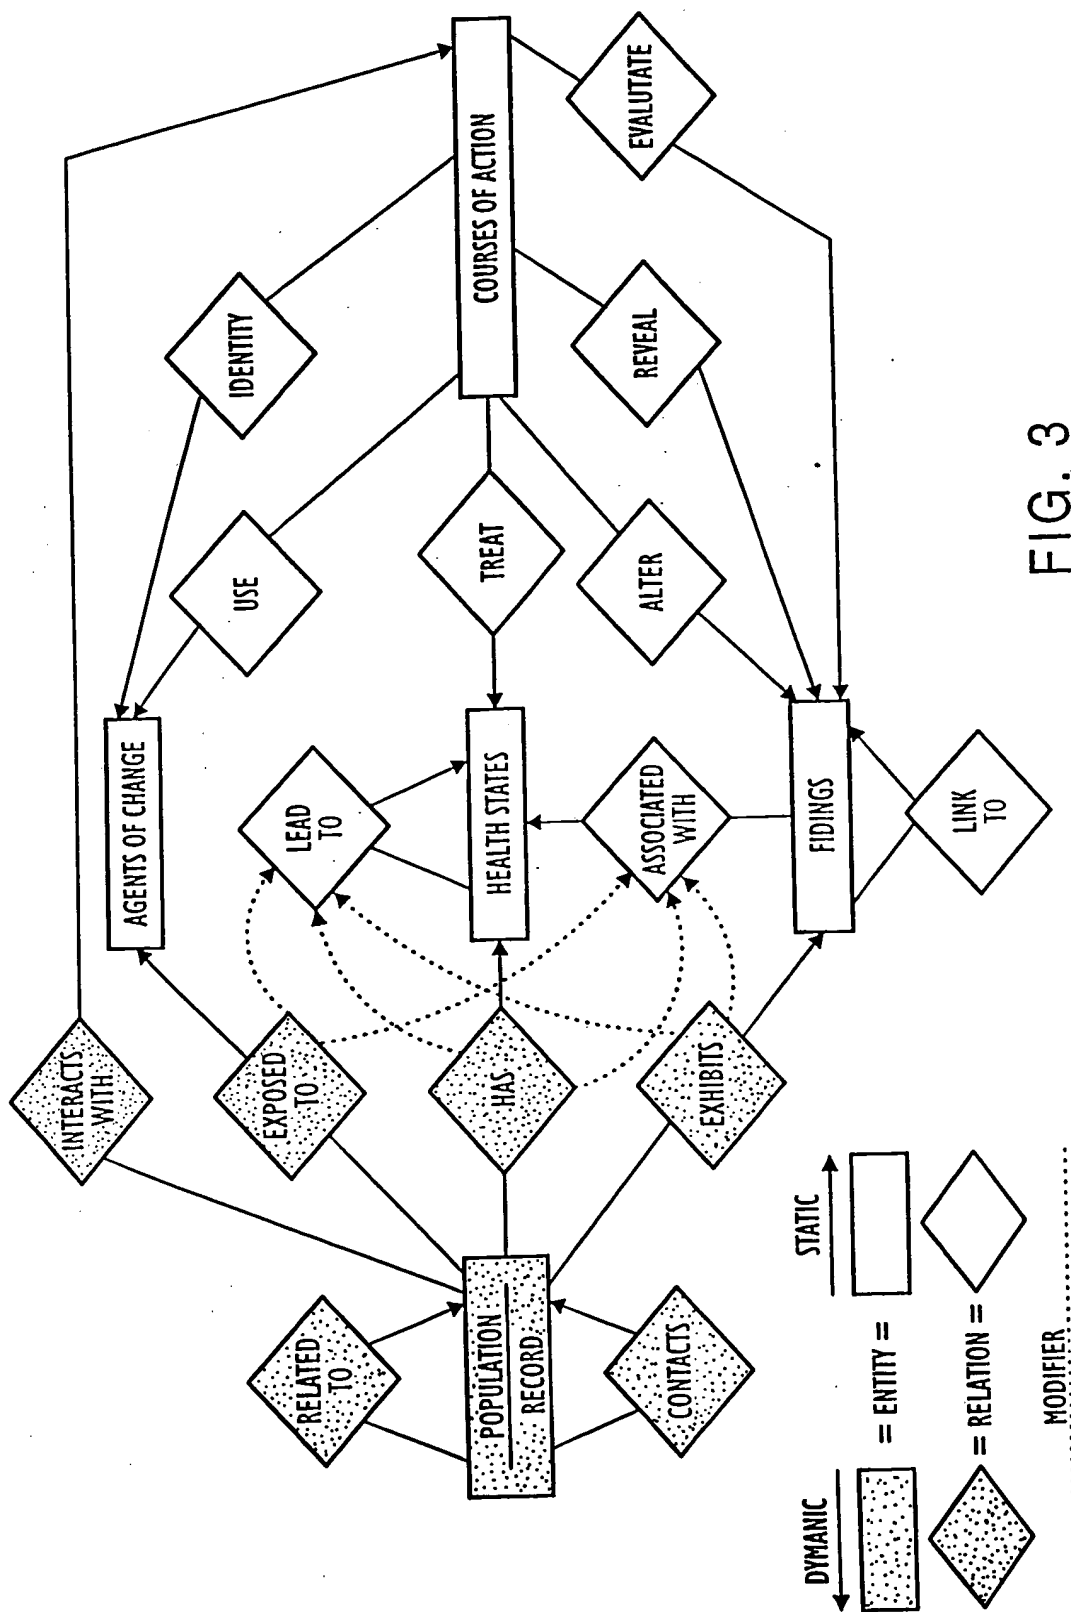 INTERACTS
WITH
AGENTS OF CHANGE
IDENTITY
USE
EXPOSED
TO
LEAD
TO
RELATED
TO
POPULATION
RECORD
HAS
HEALTH STATES
TREAT
COURSES OF ACTION
CONTACTS
EXHIBITS
ASSOCIATED
WITH
ALTER
REVEAL
EVALUTATE
FIDINGS
LINK
TO
DYMANIC
STATIC
= ENTITY =
= RELATION =
MODIFIER
FIG. 3